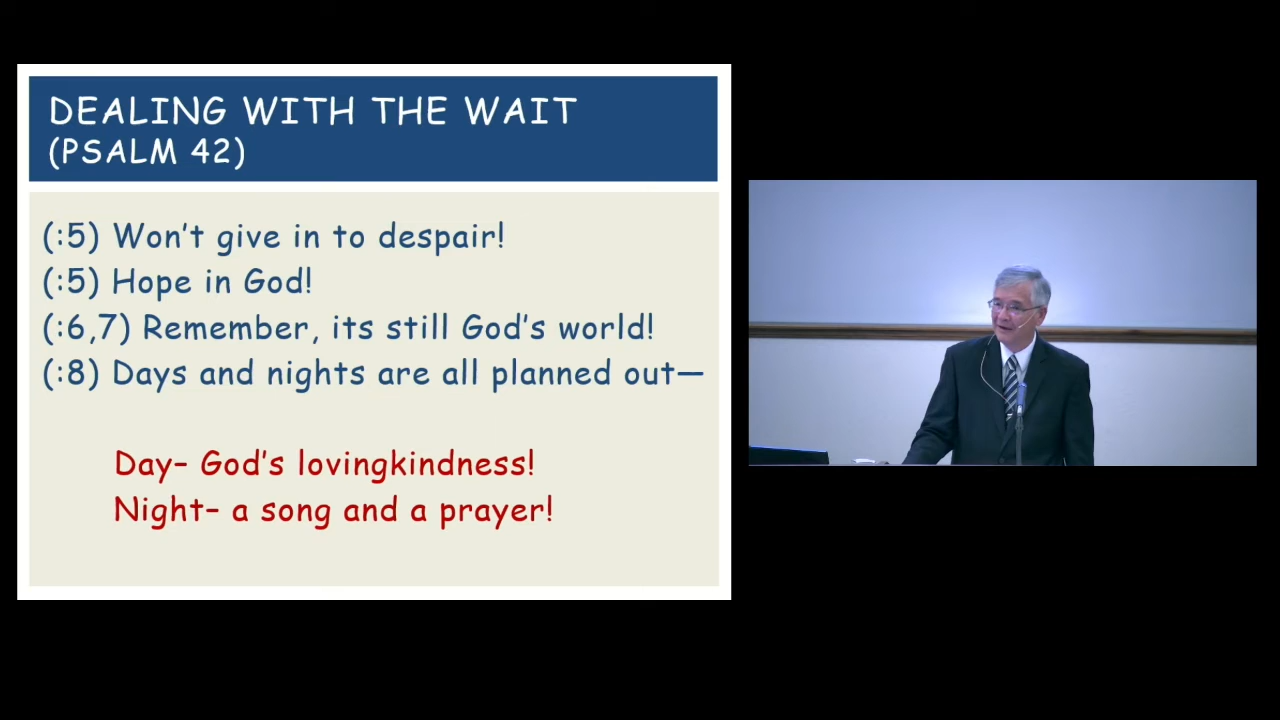 DEALING WITH THE WAIT
(PSALM 42)
(:5) Won't give in to despair!
(:5) Hope in God!
(:6,7) Remember, its still God's world!
(:8) Days and nights are all planned out—
Day– God's lovingkindness!
Night– a song and a prayer!